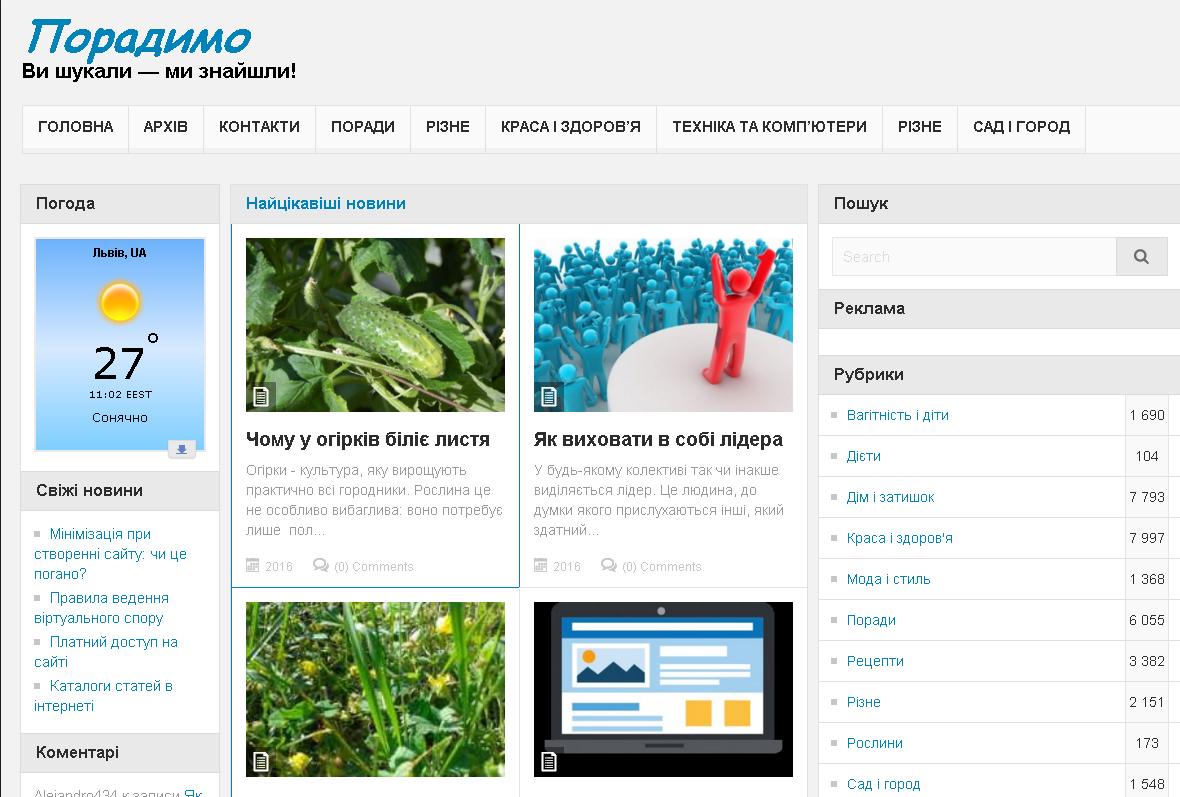 Порадимо
Ви шукали — ми знайшли!
ГОЛОВНА АРХІВ КОНТАКТИ ПОРАДИ РІЗНЕ КРАСА І ЗДОРОВ’Я ТЕХНІКА ТА КОМП’ЮТЕРИ РІЗНЕ САД І ГОРОД
Погода
Львів, UA
27°
11:02 EEST
Сонячно
Свіжі новини
Мінімізація при
створенні сайту: чи це
погано?
Правила ведення
віртуального спору
Платний доступ на
сайті
Каталоги статей в
інтернеті
Коментарі
Alejandro434 к записи Як
Найцікавіші новини
Чому у огірків біліє листя
Огірки - культура, яку вирощують
практично всі городники. Рослина це
не особливо вибаглива: воно потребує
лише пол...
2016 (0) Comments
Як виховати в собі лідера
У будь-якому колективі так чи інакше
виділяється лідер. Це людина, до
думки якого прислухаються інші, який
здатний...
2016 (0) Comments
Пошук
Search
Реклама
Рубрики
Вагітність і діти 1 690
Дієти 104
Дім і затишок 7 793
Краса і здоров'я 7 997
Мода і стиль 1 368
Поради 6 055
Рецепти 3 382
Різне 2 151
Рослини 173
Сад і город 1 548